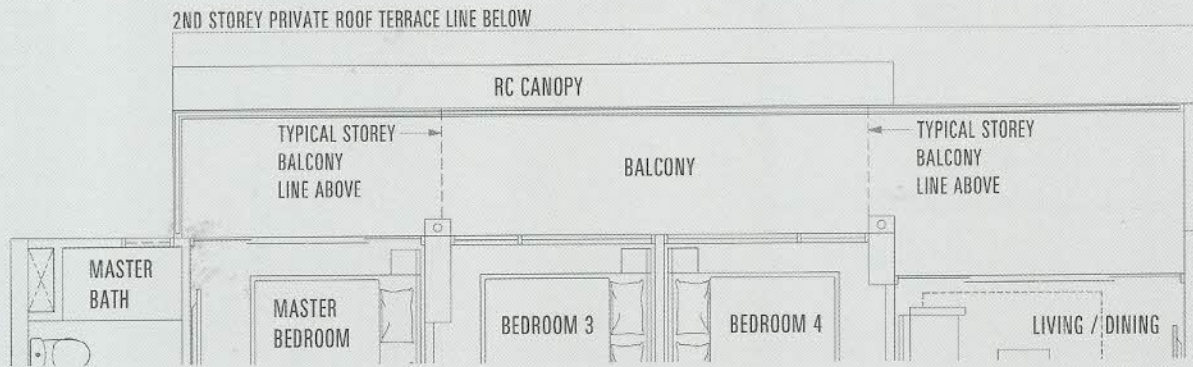 2ND STOREY PRIVATE ROOF TERRACE LINE BELOW
RC CANOPY
TYPICAL STOREY
BALCONY
LINE ABOVE
BALCONY
TYPICAL STOREY
BALCONY
LINE ABOVE
MASTER
BATH
MASTER
BEDROOM
BEDROOM 3
BEDROOM 4
LIVING / DINING